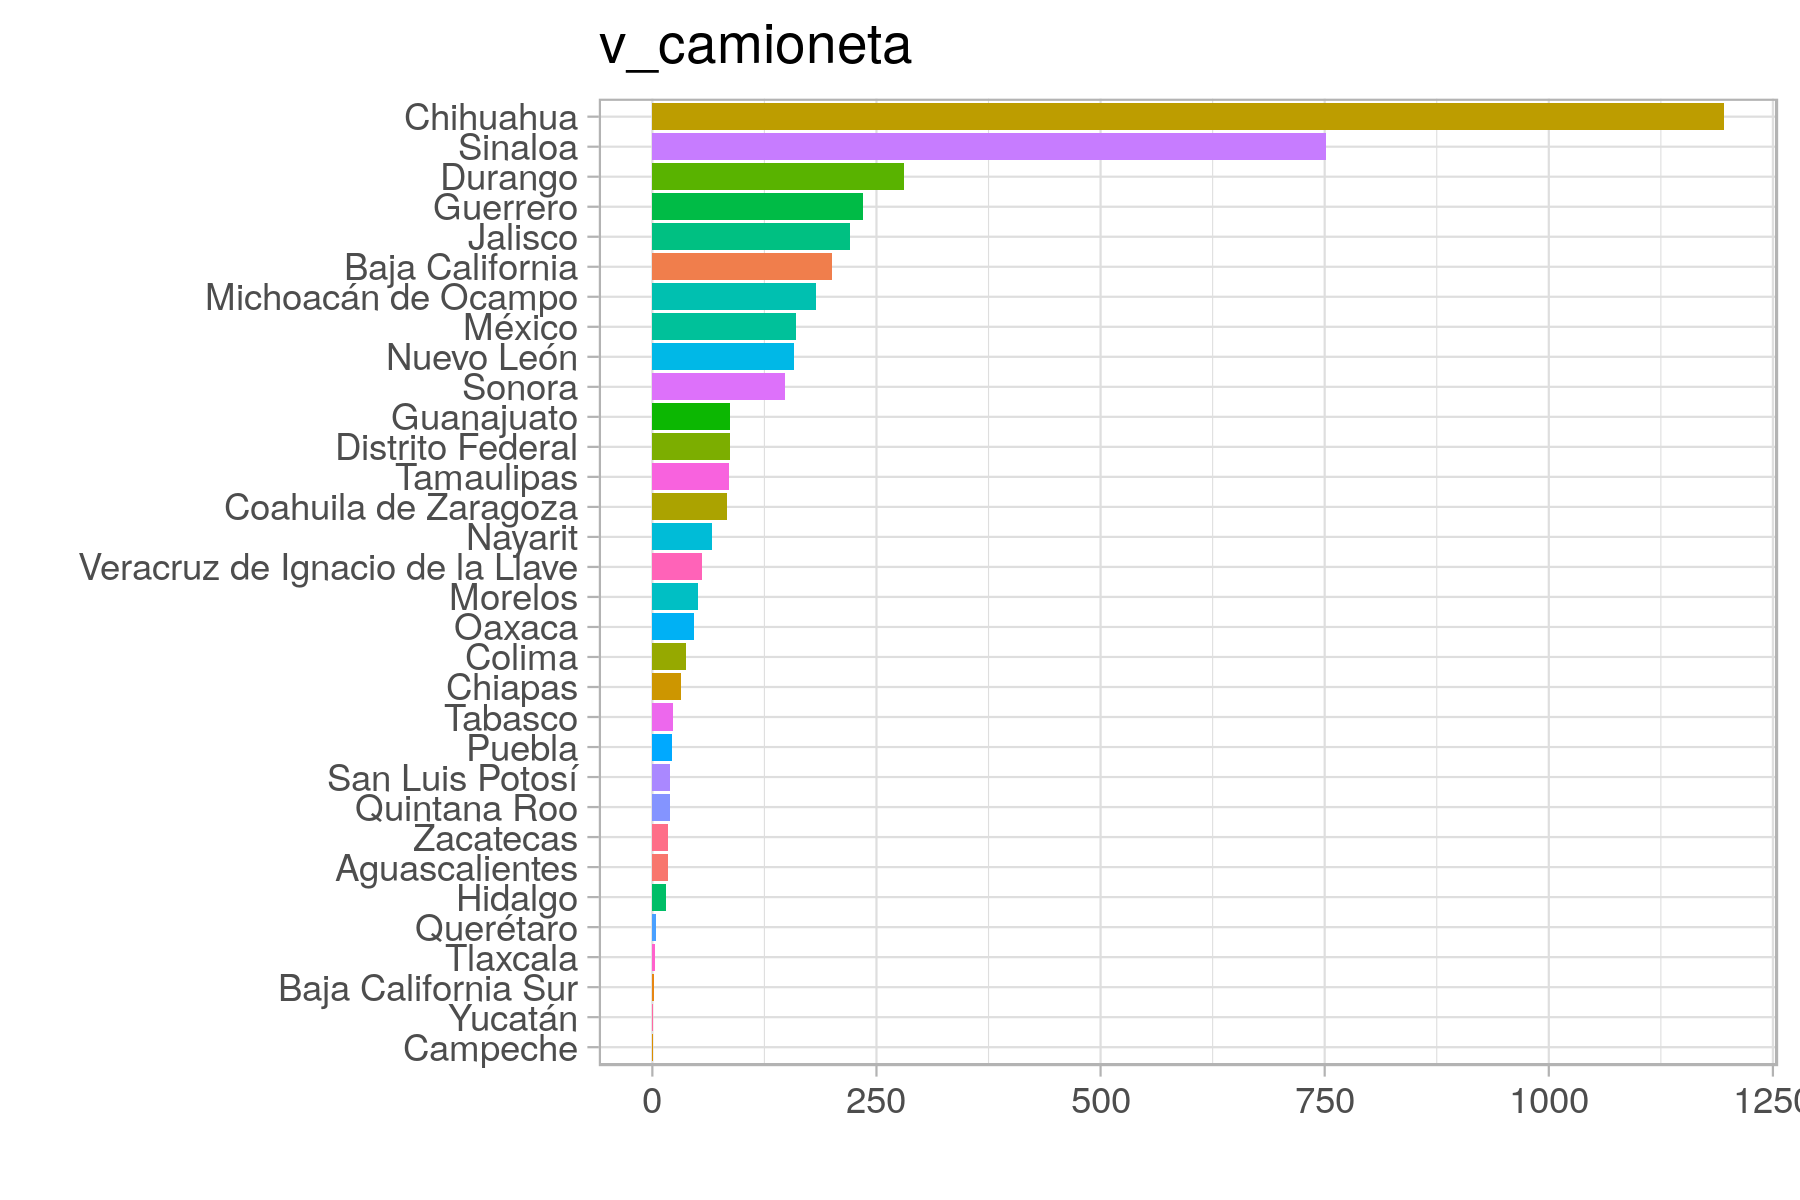 v_camioneta
Chihuahua
Sinaloa
Durango
Guerrero
Jalisco
Baja California
Michoacán de Ocampo
México
Nuevo León
Sonora
Guanajuato
Distrito Federal
Tamaulipas
Coahuila de Zaragoza
Nayarit
Veracruz de Ignacio de la Llave
Morelos
Oaxaca
Colima
Chiapas
Tabasco
Puebla
San Luis Potosí
Quintana Roo
Zacatecas
Aguascalientes
Hidalgo
Querétaro
Tlaxcala
Baja California Sur
Yucatán
Campeche
0 250 500 750 1000 1250